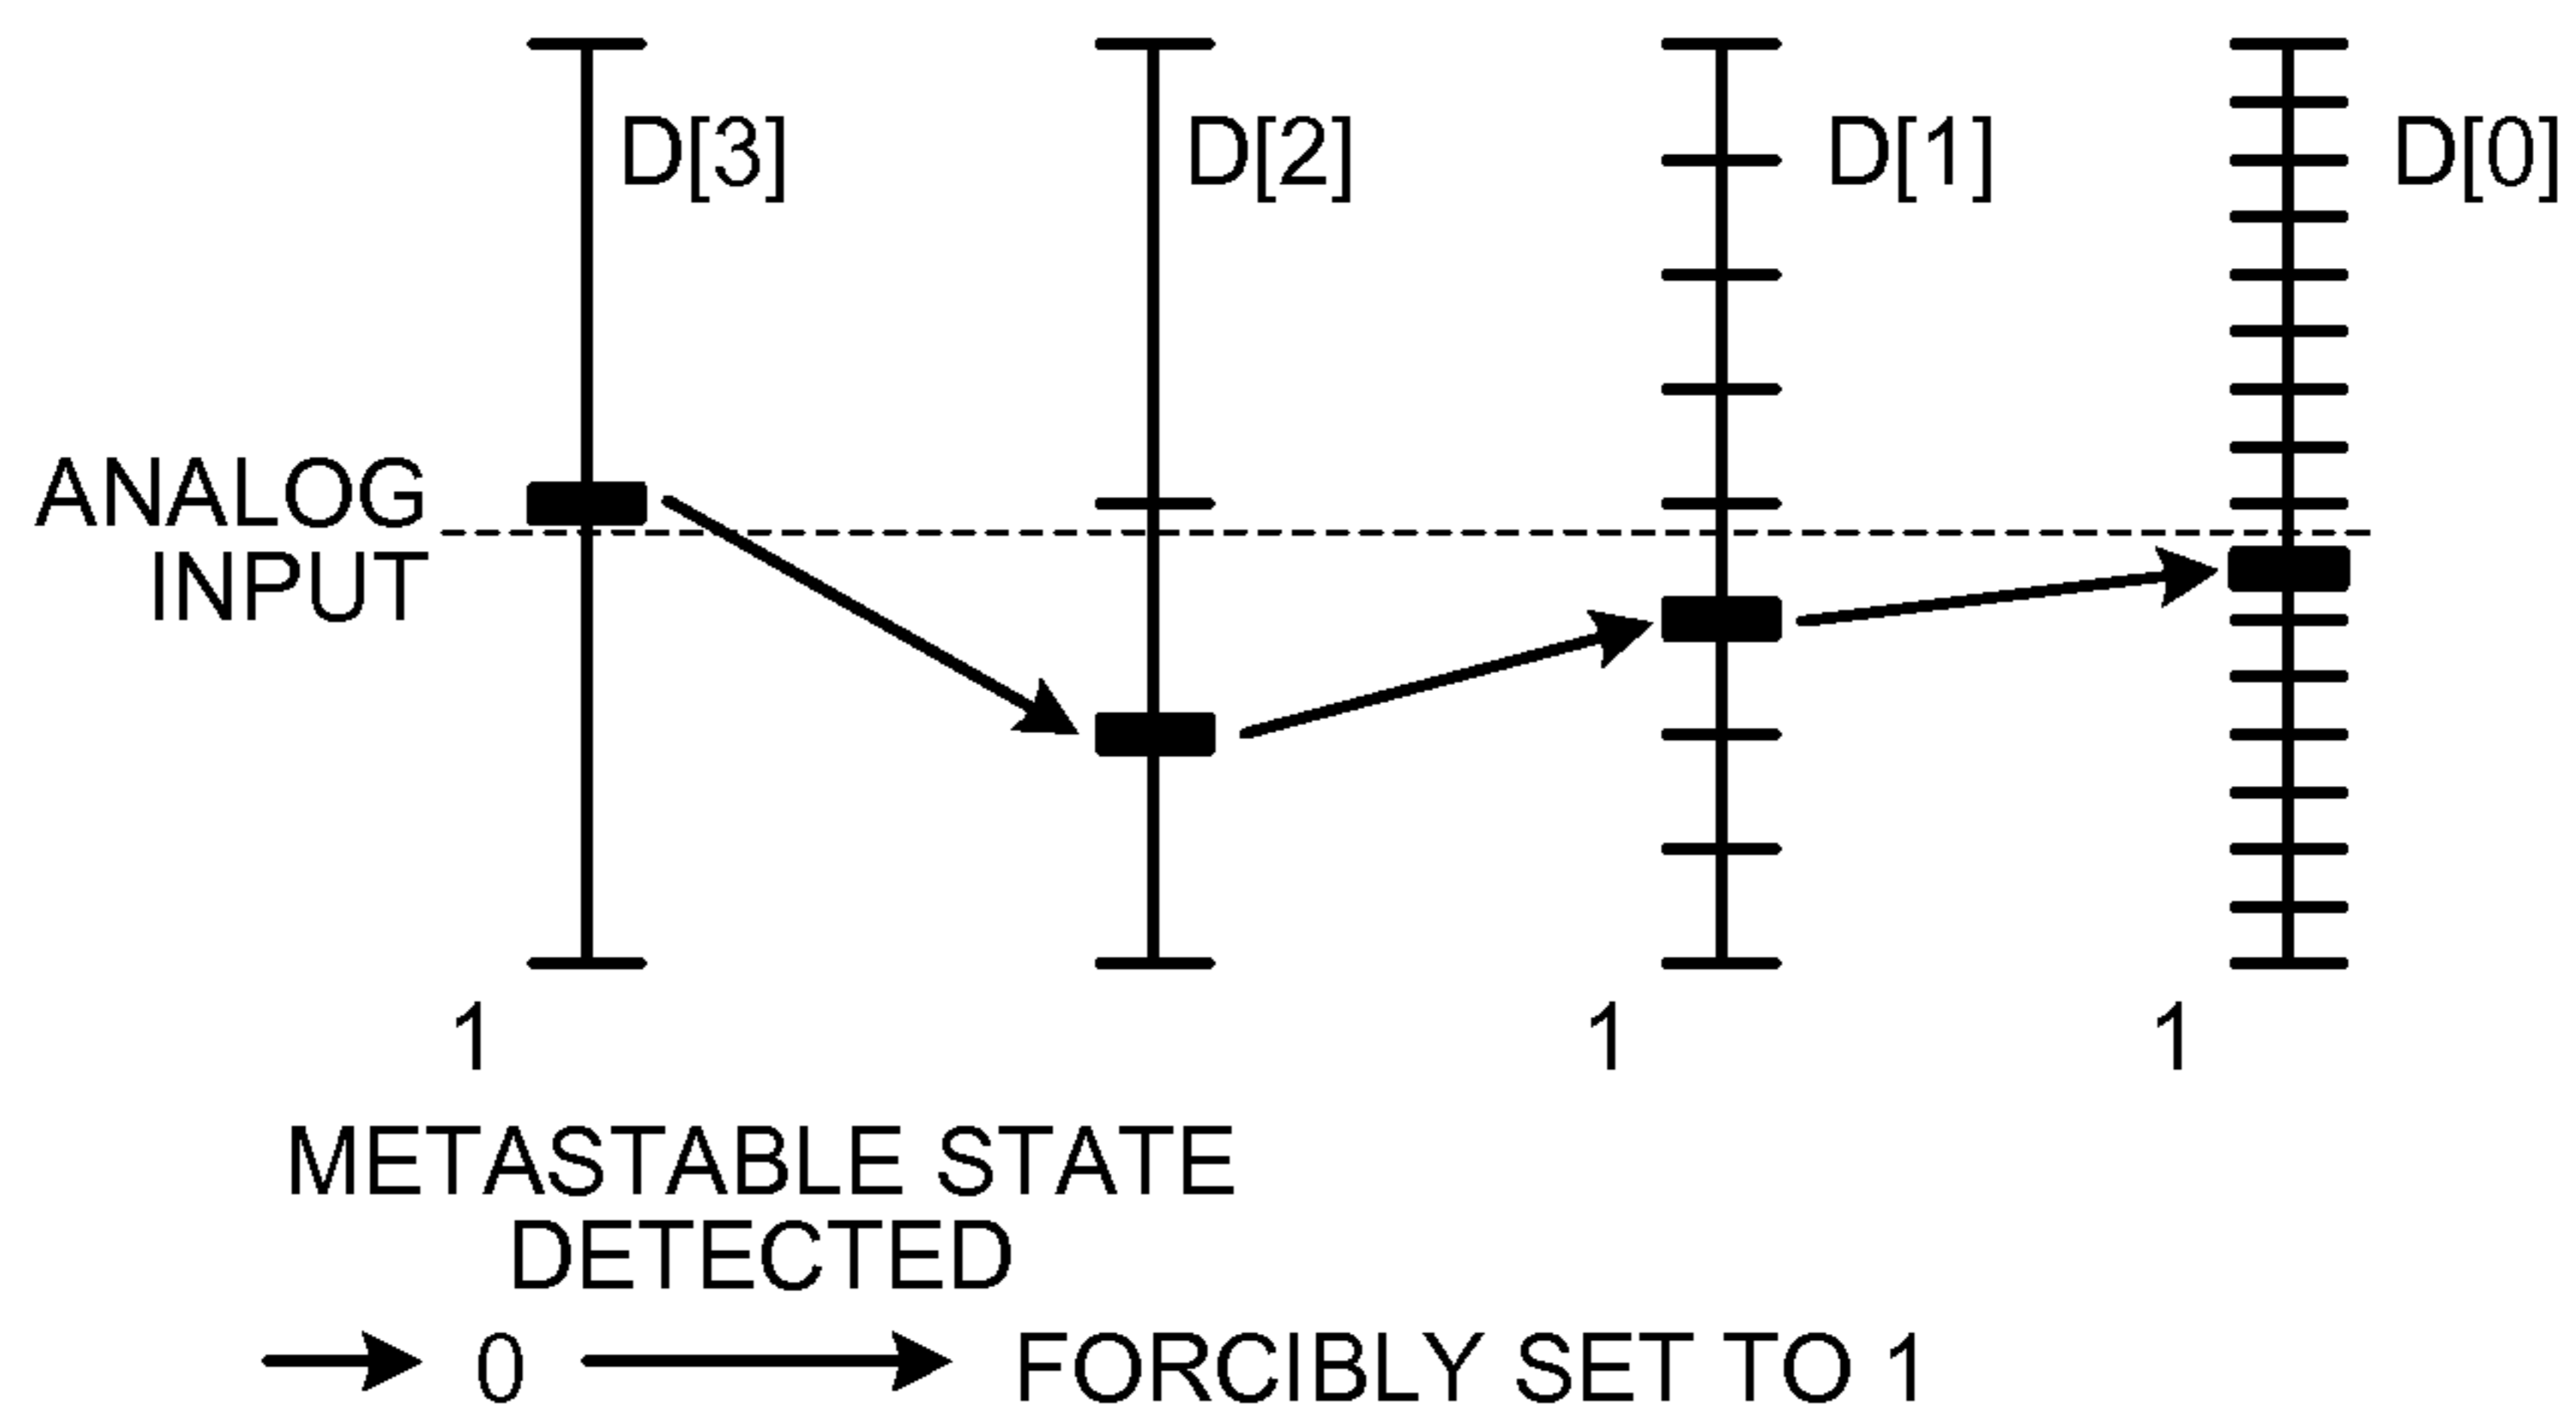 D[3] D[2] D[1] D[0]
ANALOG
INPUT
1 1 1
METASTABLE STATE
DETECTED
0 FORCIBLY SET TO 1